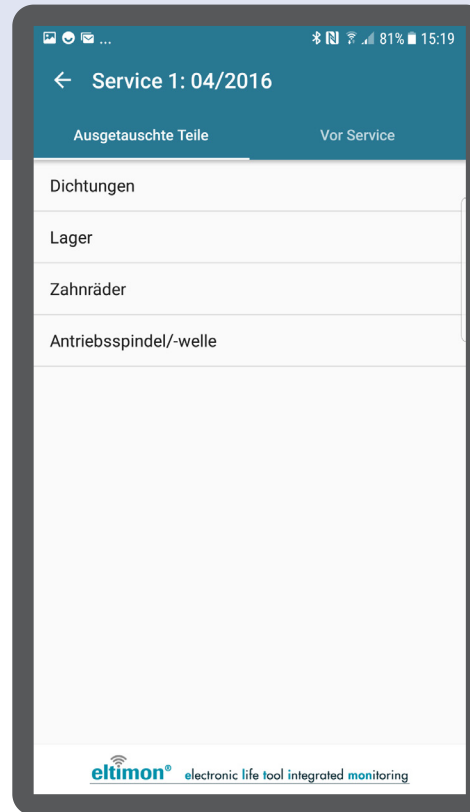 ... 81% 15:19
Service 1: 04/2016
Ausgetauschte Teile Vor Service
Dichtungen
Lager
Zahnräder
Antriebsspindel/-welle
eltimon® electronic life tool integrated monitoring